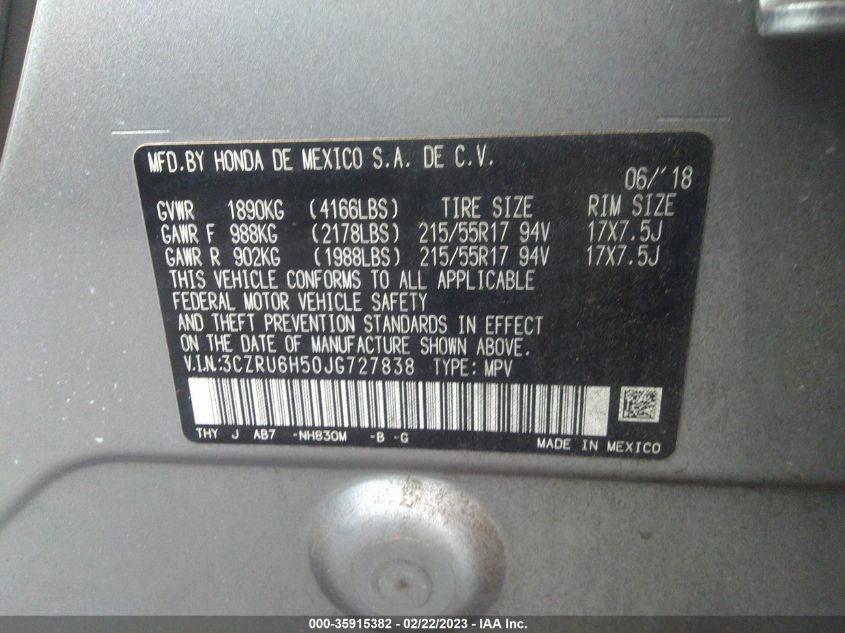 MFD.BY HONDA DE MEXICO S.A. DE C.V.
06/'18
GVWR 1890KG (4166LBS) TIRE SIZE RIM SIZE
GAWR F 988KG (2178LBS) 215/55R17 94V 17X7.5J
GAWR R 902KG (1988LBS) 215/55R17 94V 17X7.5J
THIS VEHICLE CONFORMS TO ALL APPLICABLE
FEDERAL MOTOR VEHICLE SAFETY
AND THEFT PREVENTION STANDARDS IN EFFECT
ON THE DATE OF MANUFACTURE SHOWN ABOVE.
V.I.N.:3CZRU6H50JG727838 TYPE: MPV
THY J AB7 -NH830M -B -G
MADE IN MEXICO
000-35915382 - 02/22/2023 - IAAI Inc.